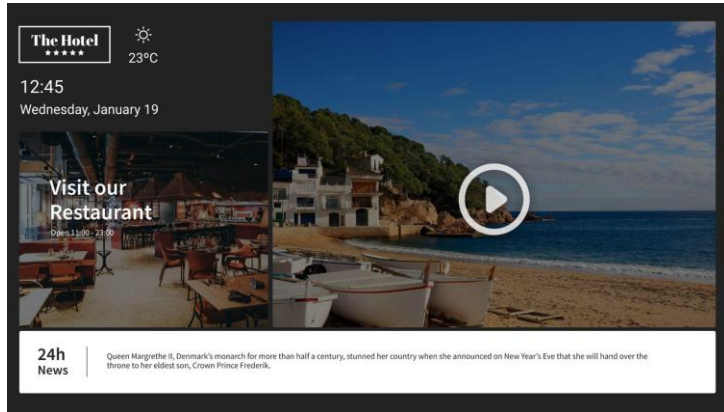 The Hotel
★★★★★
23ºC
12:45
Wednesday, January 19
Visit our
Restaurant
Open 11:00 - 23:00
24h
News
Queen Margrethe II, Denmark's monarch for more than half a century, stunned her country when she announced on New Year's Eve that she will hand over the
throne to her eldest son, Crown Prince Frederik.